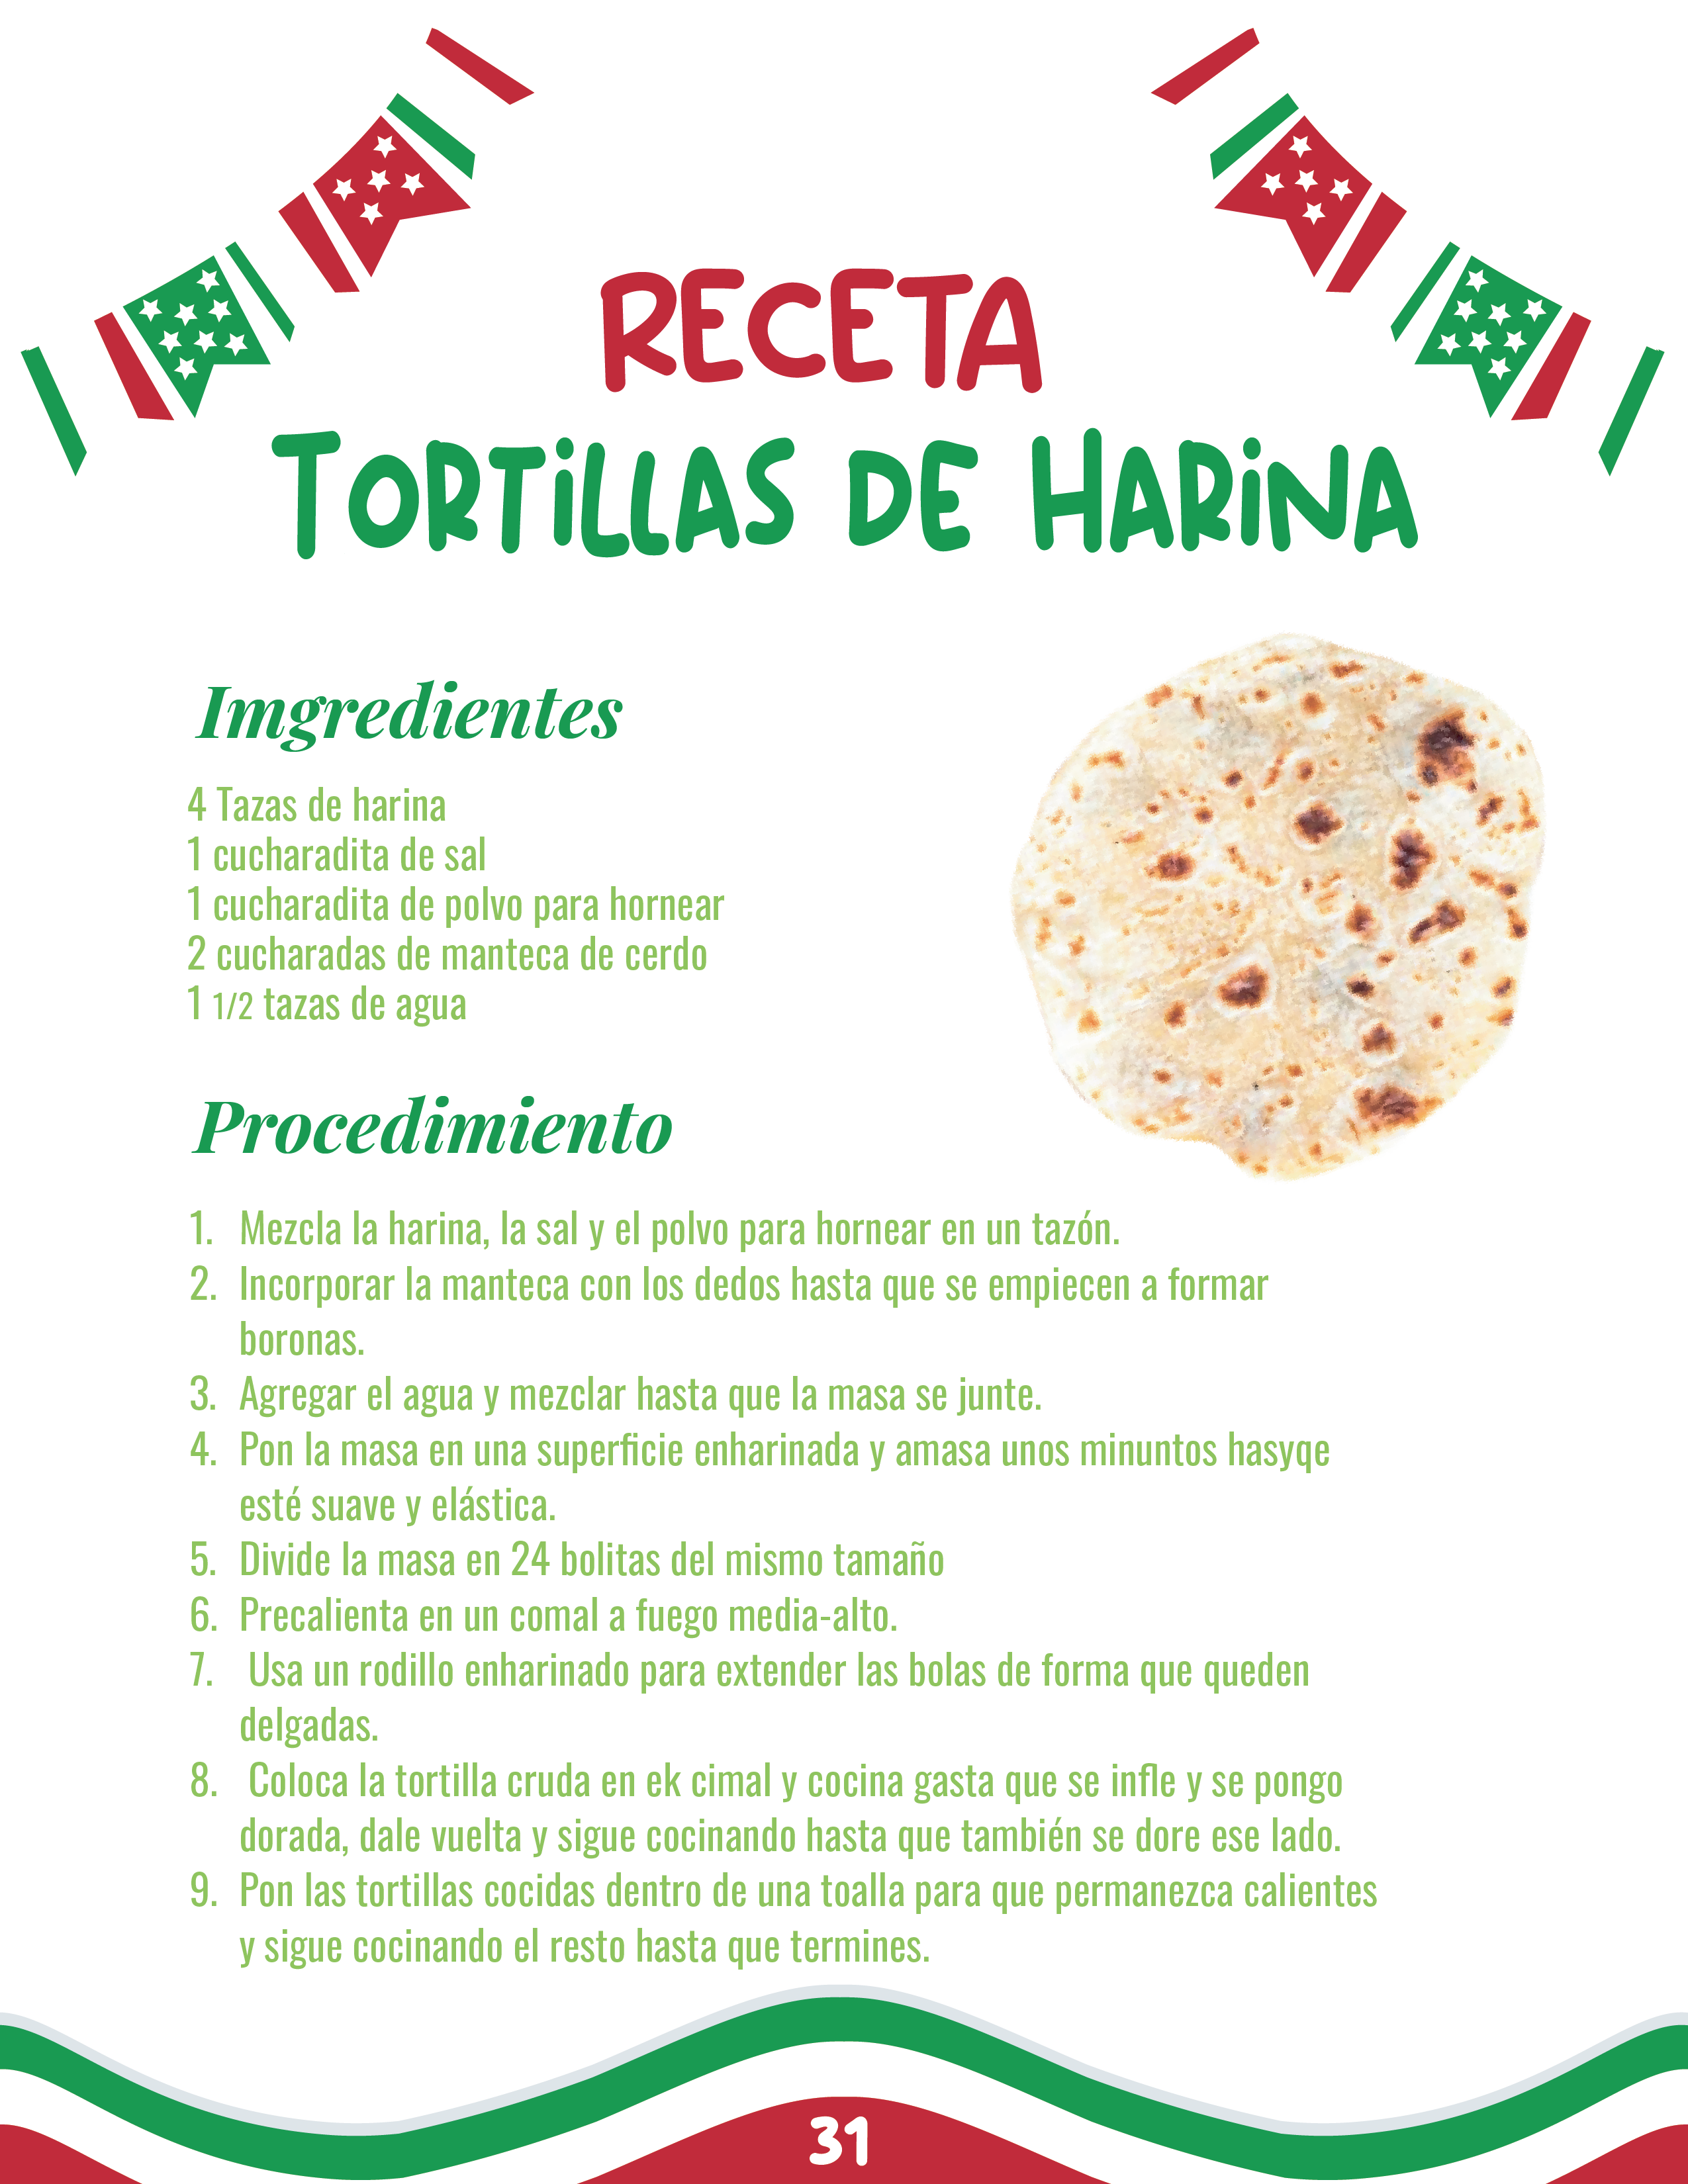 RECETA
TORTiLLAS DE HARiNA
Imgredientes
4 Tazas de harina
1 cucharadita de sal
1 cucharadita de polvo para hornear
2 cucharadas de manteca de cerdo
1 1/2 tazas de agua
Procedimiento
1. Mezcla la harina, la sal y el polvo para hornear en un tazón.
2. Incorporar la manteca con los dedos hasta que se empiecen a formar
boronas.
3. Agregar el agua y mezclar hasta que la masa se junte.
4. Pon la masa en una superficie enharinada y amasa unos minuntos hasyqe
esté suave y elástica.
5. Divide la masa en 24 bolitas del mismo tamaño
6. Precalienta en un comal a fuego media-alto.
7. Usa un rodillo enharinado para extender las bolas de forma que queden
delgadas.
8. Coloca la tortilla cruda en ek cimal y cocina gasta que se infle y se pongo
dorada, dale vuelta y sigue cocinando hasta que también se dore ese lado.
9. Pon las tortillas cocidas dentro de una toalla para que permanezca calientes
y sigue cocinando el resto hasta que termines.
31